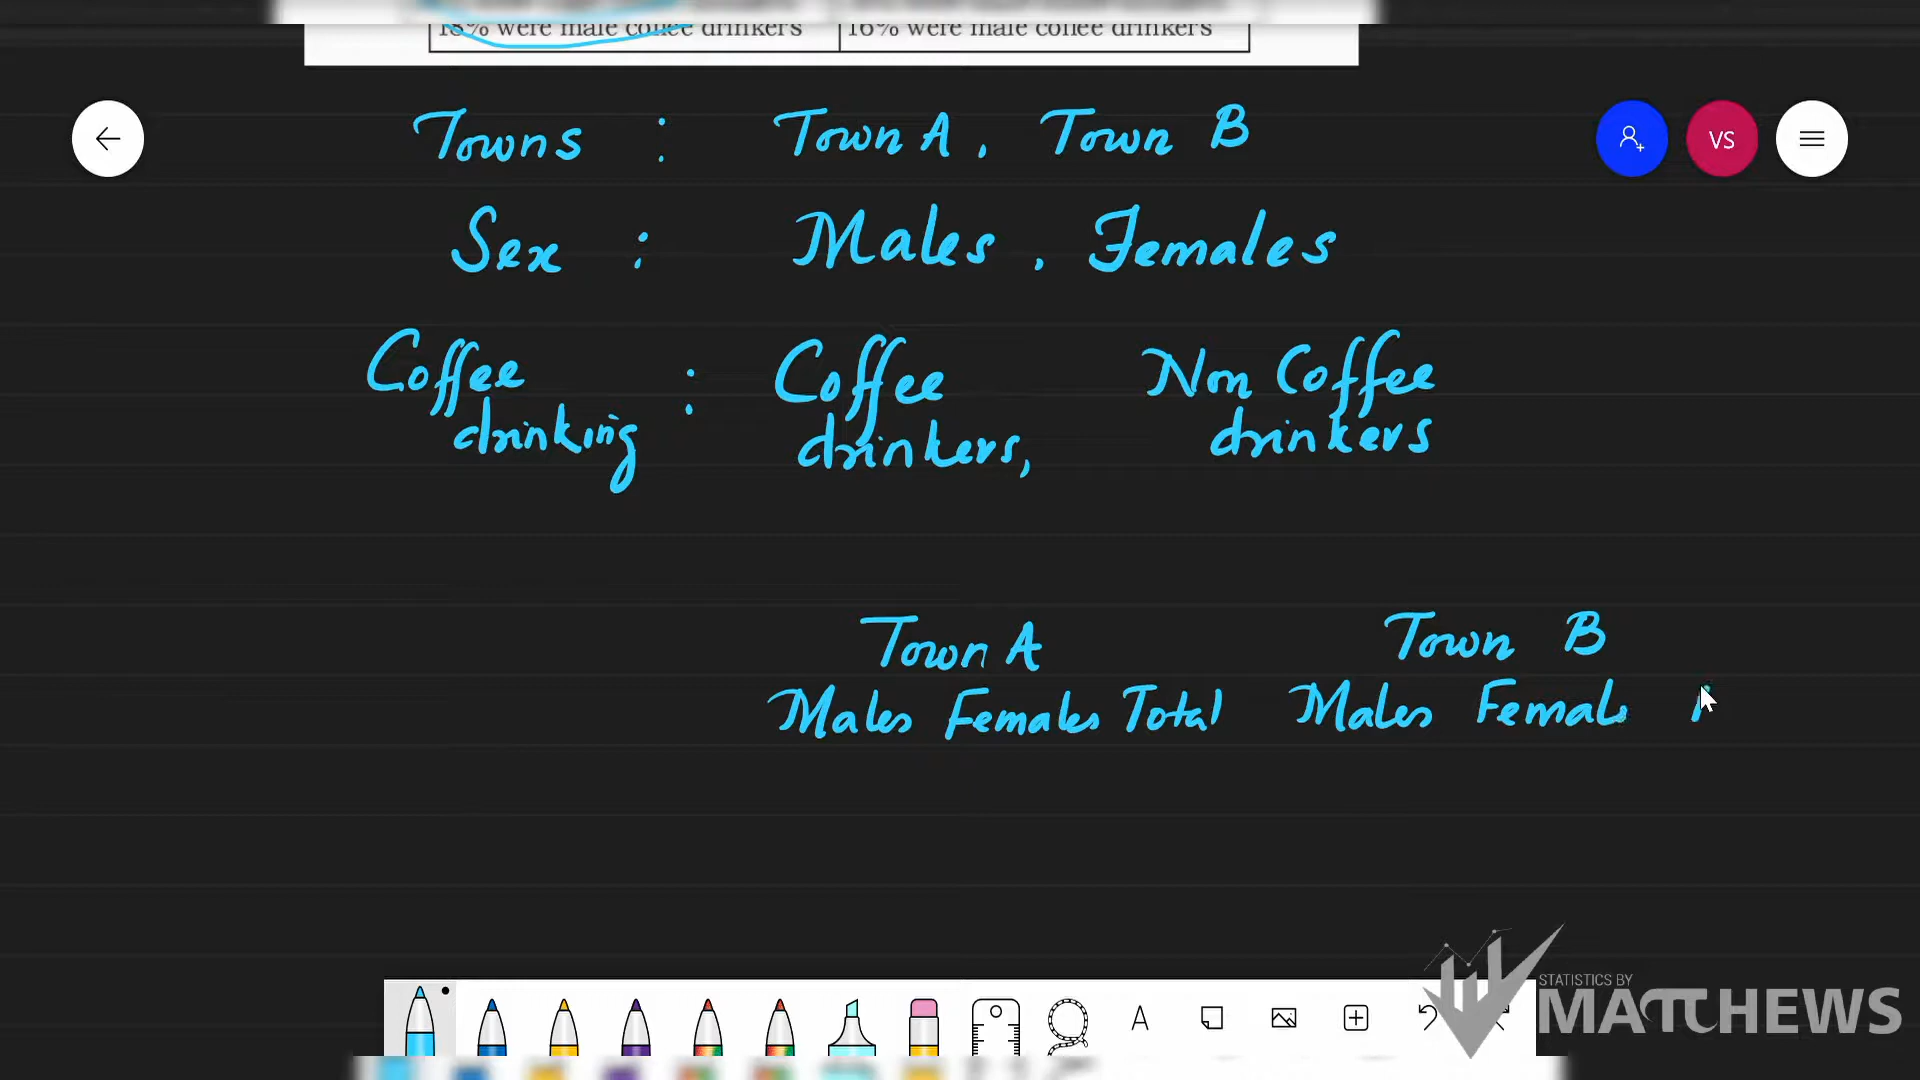 18% were male coffee drinkers 16% were male coffee drinkers
Towns : Town A, Town B
VS
Sex : Males, Females
Coffee drinking : Coffee drinkers, Non Coffee drinkers
Town A Town B
Males Females Total Males Female
A
STATISTICS BY
MATCHEWS